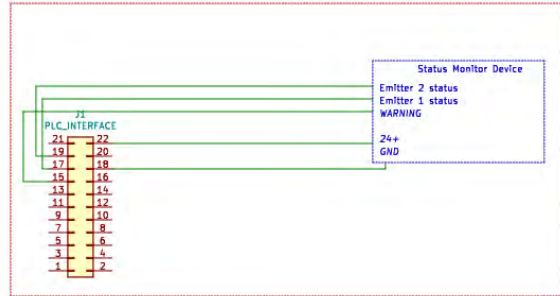 Status Monitor Device
Emitter 2 status
Emitter 1 status
WARNING
24+
GND
J1
PLC_INTERFACE
21 22
19 20
17 18
15 16
13 14
11 12
9 10
7 8
5 6
3 4
1 2